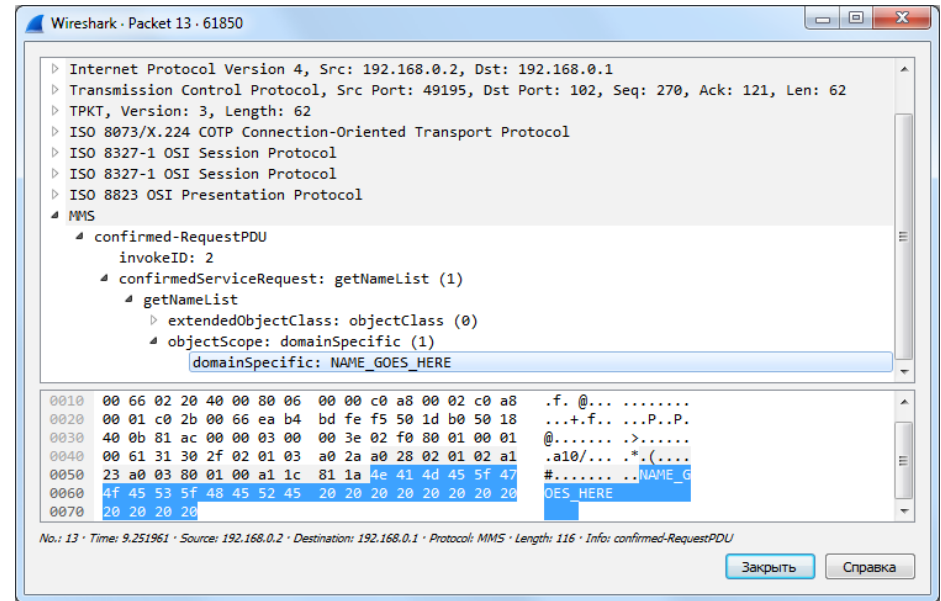 Wireshark · Packet 13 · 61850
Internet Protocol Version 4, Src: 192.168.0.2, Dst: 192.168.0.1
Transmission Control Protocol, Src Port: 49195, Dst Port: 102, Seq: 270, Ack: 121, Len: 62
TPKT, Version: 3, Length: 62
ISO 8073/X.224 COTP Connection-Oriented Transport Protocol
ISO 8327-1 OSI Session Protocol
ISO 8327-1 OSI Session Protocol
ISO 8823 OSI Presentation Protocol
MMS
confirmed-RequestPDU
invokeID: 2
confirmedServiceRequest: getNameList (1)
getNameList
extendedObjectClass: objectClass (0)
objectScope: domainSpecific (1)
domainSpecific: NAME_GOES_HERE
0010 00 66 02 20 40 00 80 06 00 00 c0 a8 00 02 c0 a8 .f. @... ........
0020 00 01 c0 2b 00 66 ea b4 bd fe f5 50 1d b0 50 18 ...+.f.. ...P..P.
0030 40 0b 81 ac 00 00 03 00 00 3e 02 f0 80 01 00 01 @....... .>......
0040 00 61 31 30 2f 02 01 03 a0 2a a0 28 02 01 02 a1 .a10/... .*.(....
0050 23 a0 03 80 01 00 a1 1c 81 1a 4e 41 4d 45 5f 47 #....... ..NAME_G
0060 4f 45 53 5f 48 45 52 45 20 20 20 20 20 20 20 20 OES_HERE
0070 20 20 20 20
No.: 13 · Time: 9.251961 · Source: 192.168.0.2 · Destination: 192.168.0.1 · Protocol: MMS · Length: 116 · Info: confirmed-RequestPDU
Закрыть Справка